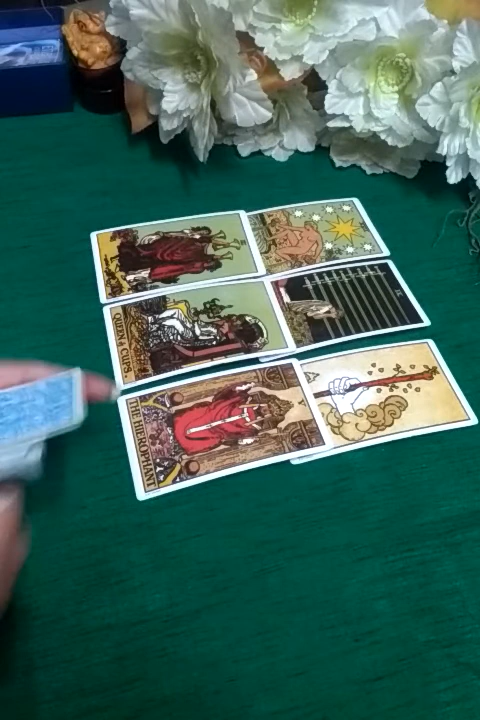 QUEEN of CUPS.
V
THE HIEROPHANT